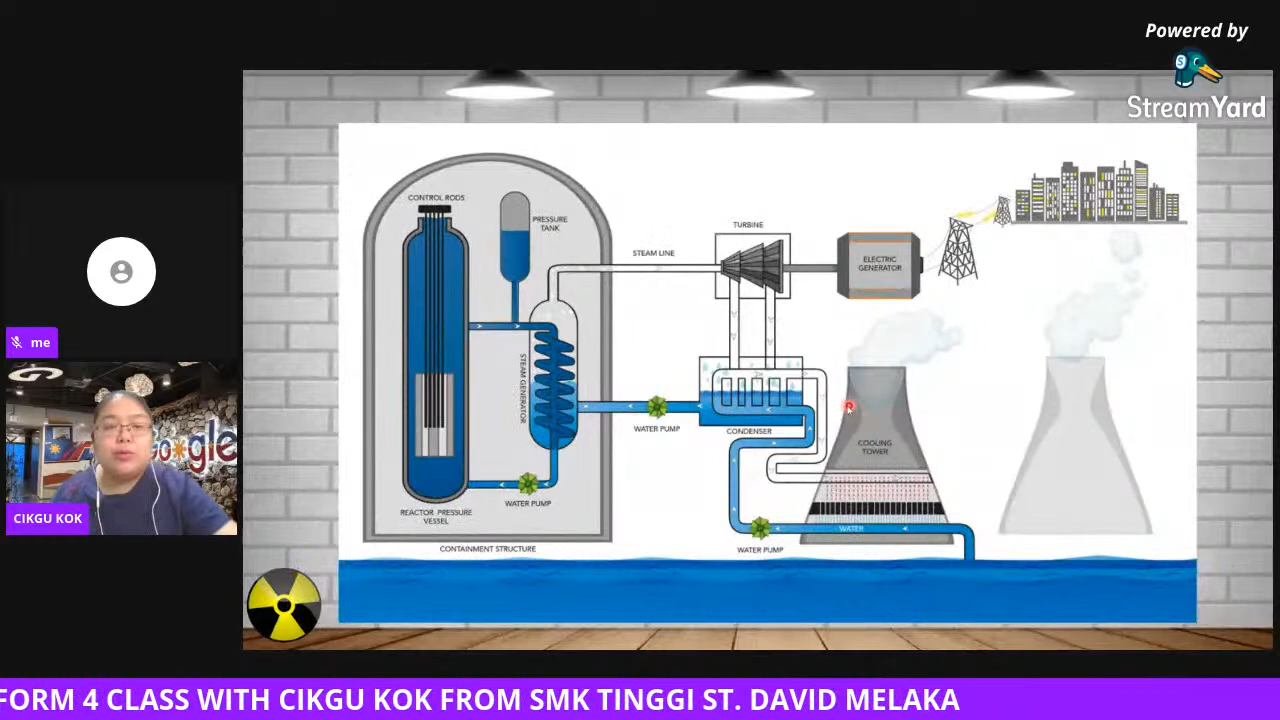 Powered by
S
StreamYard
CONTROL RODS
PRESSURE
TANK
TURBINE
STEAM LINE
ELECTRIC
GENERATOR
STEAM GENERATOR
WATER PUMP
CONDENSER
COOLING
TOWER
WATER PUMP
REACTOR PRESSURE
VESSEL
WATER
CONTAINMENT STRUCTURE
WATER PUMP
me
G
Google
CIKGU KOK
FORM 4 CLASS WITH CIKGU KOK FROM SMK TINGGI ST. DAVID MELAKA